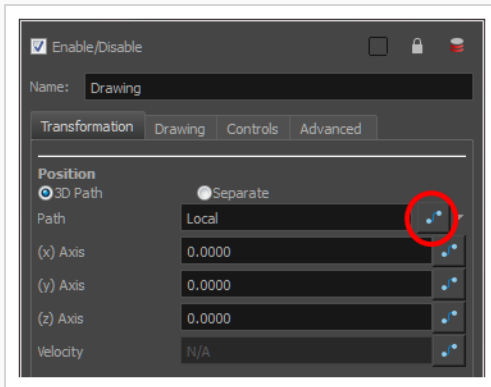 Enable/Disable
Name: Drawing
Transformation Drawing Controls Advanced
Position
3D Path Separate
Path Local
(x) Axis 0.0000
(y) Axis 0.0000
(z) Axis 0.0000
Velocity N/A